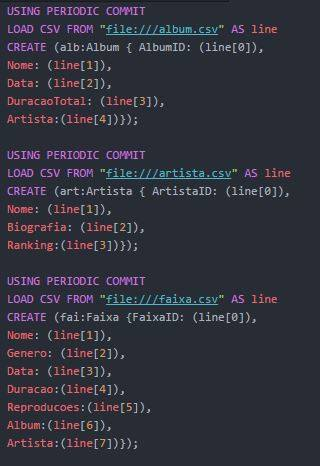 USING PERIODIC COMMIT
LOAD CSV FROM "file:///album.csv" AS line
CREATE (alb:Album { AlbumID: (line[0]),
Nome: (line[1]),
Data: (line[2]),
DuracaoTotal: (line[3]),
Artista:(line[4])});
USING PERIODIC COMMIT
LOAD CSV FROM "file:///artista.csv" AS line
CREATE (art:Artista { ArtistaID: (line[0]),
Nome: (line[1]),
Biografia: (line[2]),
Ranking:(line[3])});
USING PERIODIC COMMIT
LOAD CSV FROM "file:///faixa.csv" AS line
CREATE (fai:Faixa {FaixaID: (line[0]),
Nome: (line[1]),
Genero: (line[2]),
Data: (line[3]),
Duracao:(line[4]),
Reproducoes:(line[5]),
Album:(line[6]),
Artista:(line[7])});